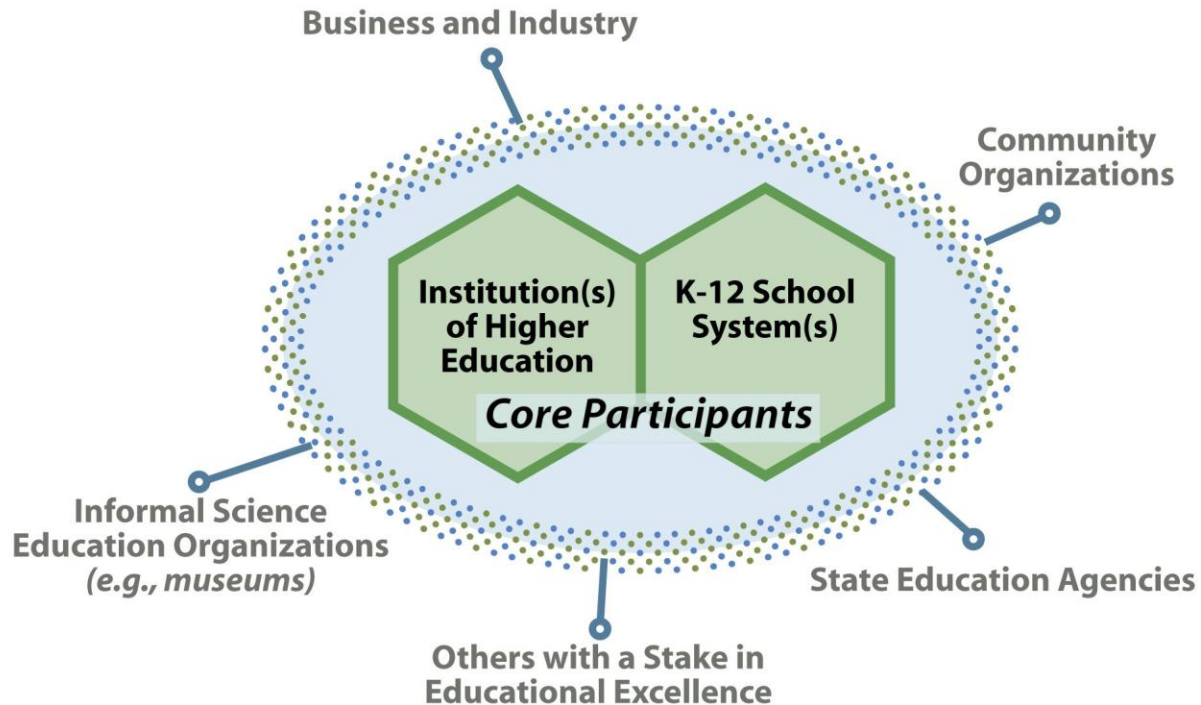 Business and Industry
Community
Organizations
Institution(s)
of Higher
Education
K-12 School
System(s)
Core Participants
Informal Science
Education Organizations
(e.g., museums)
State Education Agencies
Others with a Stake in
Educational Excellence